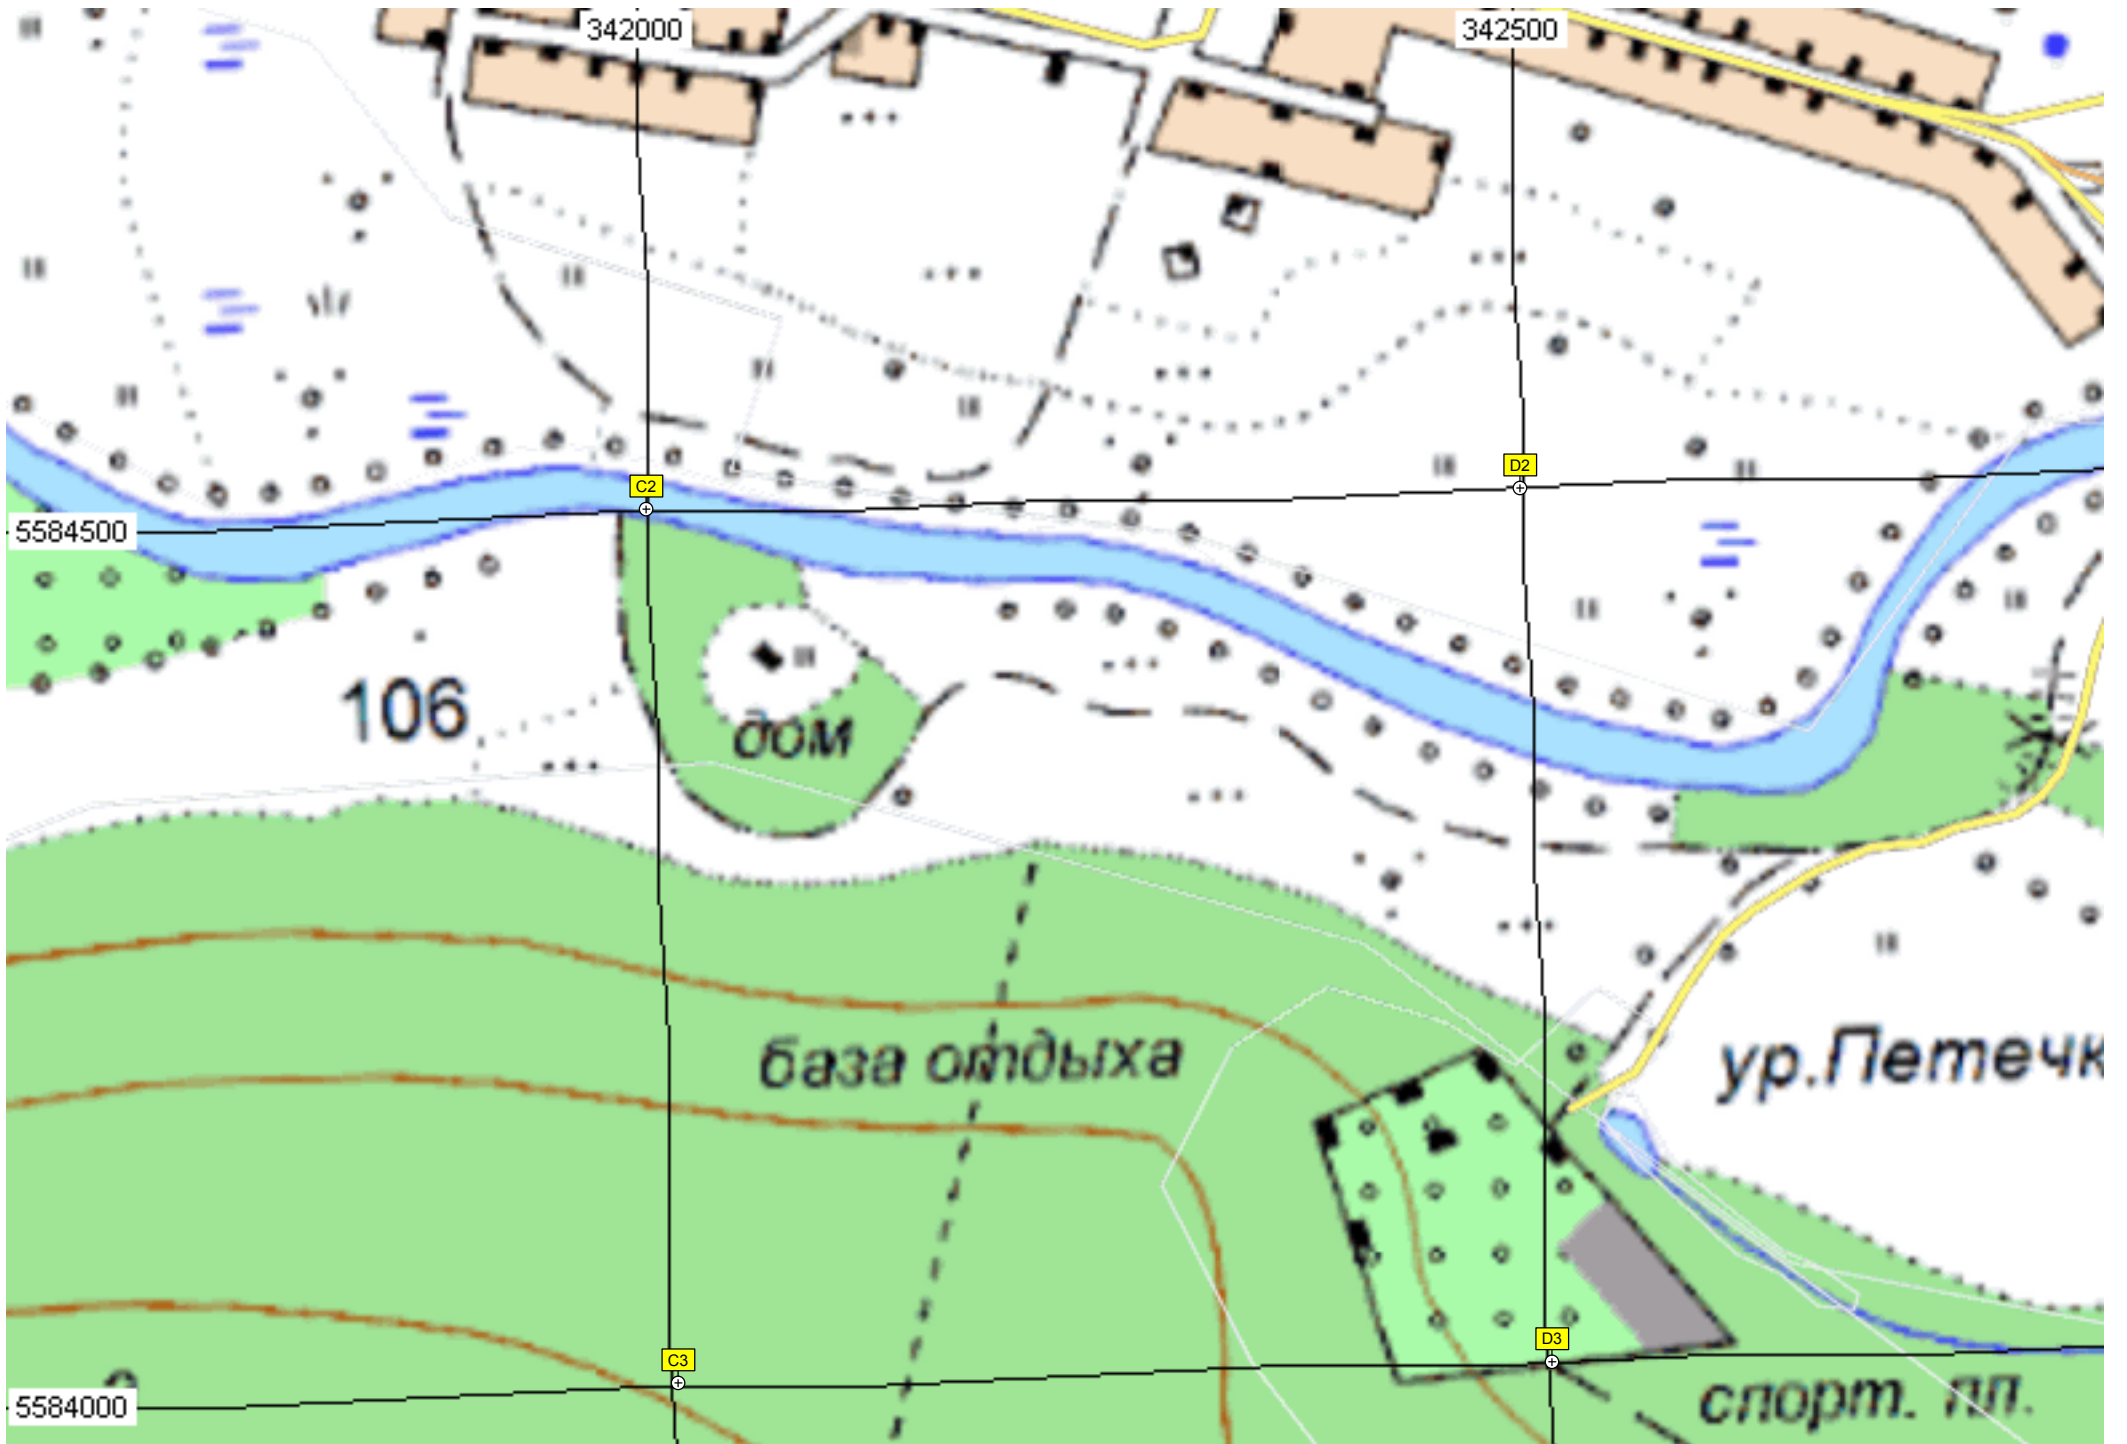 342000
342500
C2
D2
5584500
106
дом
база отдыха
ур.Петечк
C3
D3
5584000
спорт. пл.